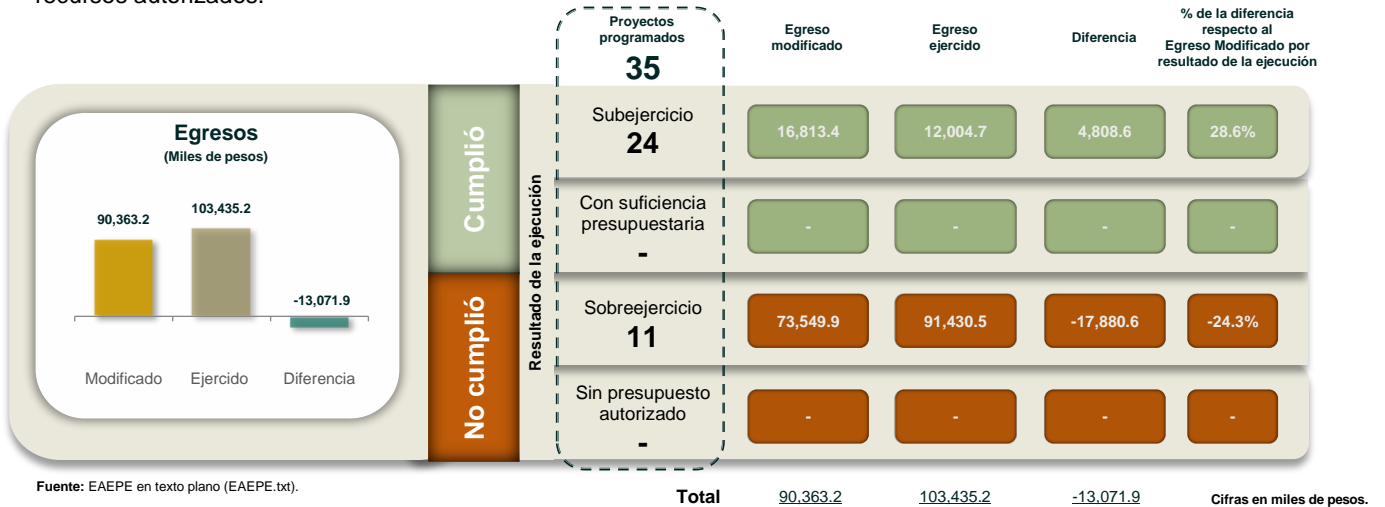 recursos autorizados.
Proyectos
programados
35
Egreso
modificado
Egreso
ejercido
Diferencia
% de la diferencia
respecto al
Egreso Modificado por
resultado de la ejecución
Egresos
(Miles de pesos)
90,363.2
103,435.2
-13,071.9
Modificado
Ejercido
Diferencia
Cumplió
No cumplió
Resultado de la ejecución
Subejercicio
24
16,813.4
12,004.7
4,808.6
28.6%
Con suficiencia
presupuestaria
-
-
-
-
-
Sobreejercicio
11
73,549.9
91,430.5
-17,880.6
-24.3%
Sin presupuesto
autorizado
-
-
-
-
-
Fuente: EAEPE en texto plano (EAEPE.txt).
Total 90,363.2 103,435.2 -13,071.9
Cifras en miles de pesos.